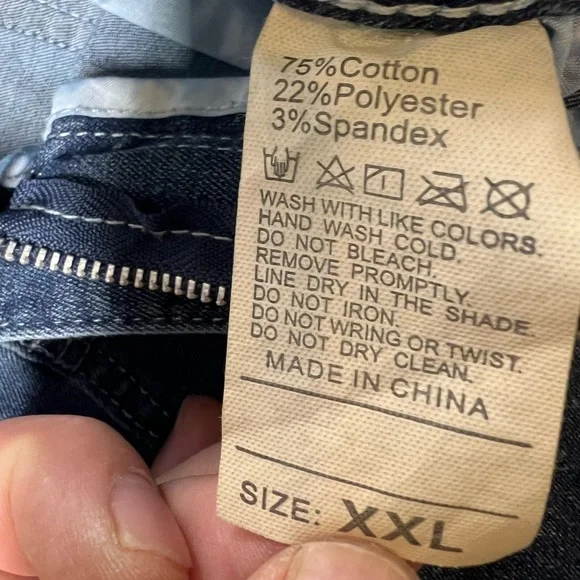 75%Cotton
22%Polyester
3%Spandex
WASH WITH LIKE COLORS.
HAND WASH COLD.
DO NOT BLEACH.
REMOVE PROMPTLY.
LINE DRY IN THE SHADE.
DO NOT IRON.
DO NOT WRING OR TWIST.
DO NOT DRY CLEAN.
MADE IN CHINA
SIZE: XXL